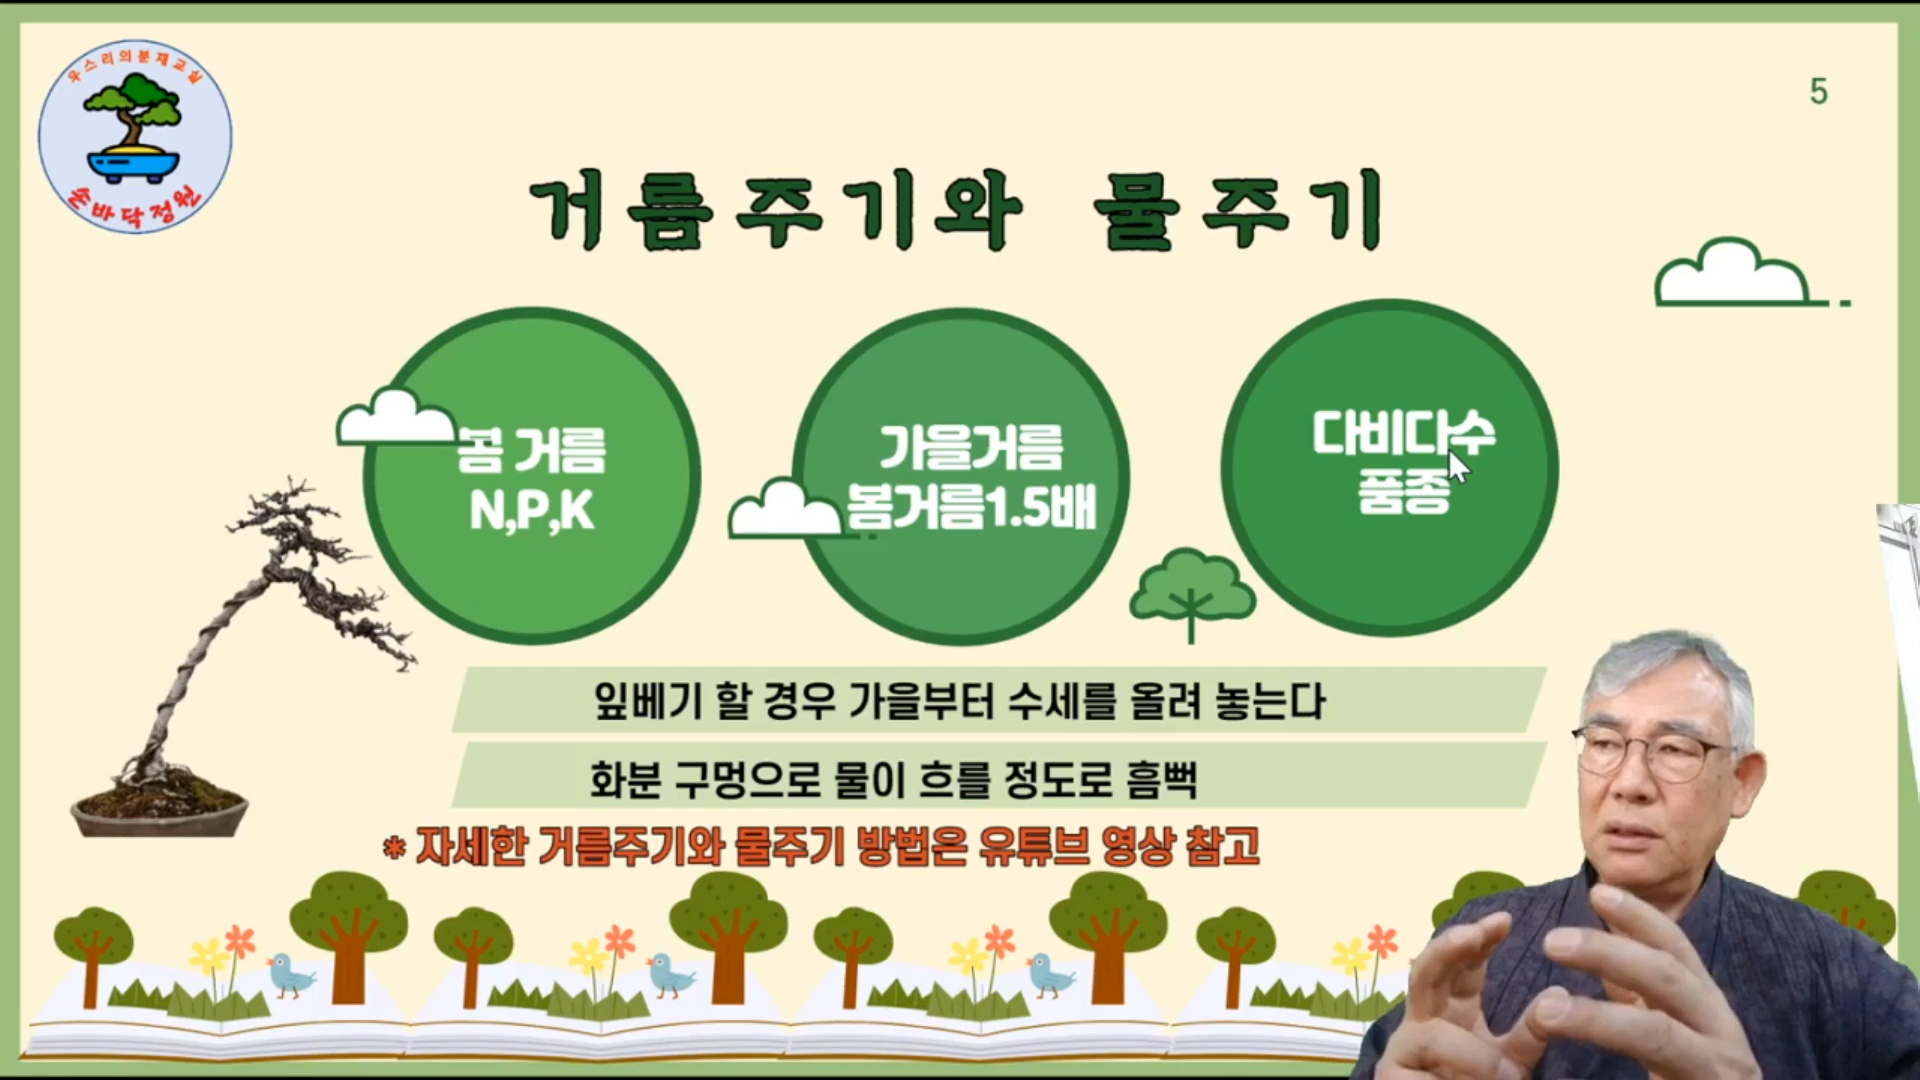 우스리의분재교실
손바닥정원
5
거름주기와 물주기
봄 거름
N,P,K
가을거름
봄거름1.5배
다비다수
품종
잎베기 할 경우 가을부터 수세를 올려 놓는다
화분 구멍으로 물이 흐를 정도로 흠뻑
* 자세한 거름주기와 물주기 방법은 유튜브 영상 참고